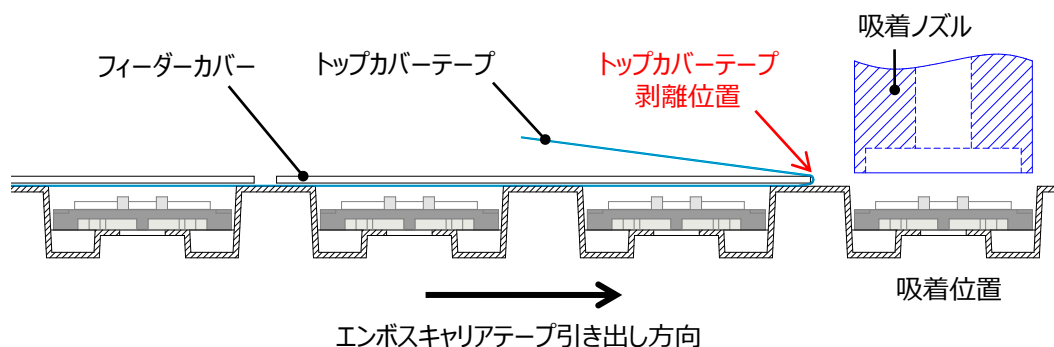 吸着ノズル
フィーダーカバー
トップカバーテープ
トップカバーテープ
剥離位置
吸着位置
エンボスキャリアテープ引き出し方向